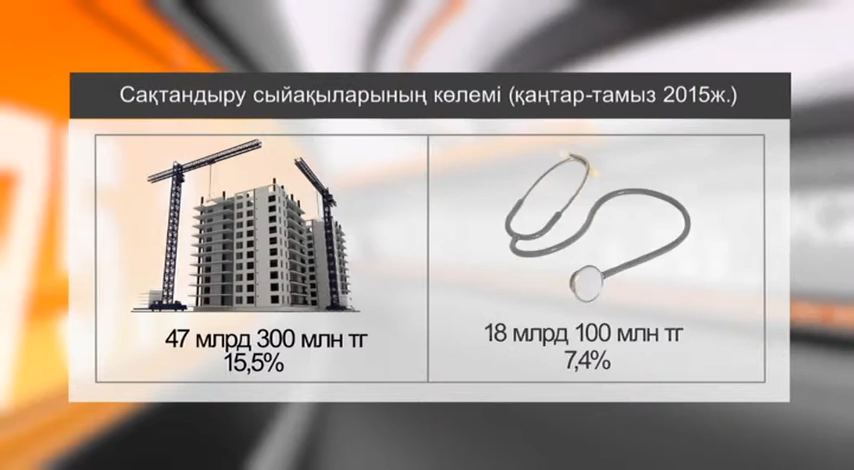 Сақтандыру сыйақыларының көлемі (қаңтар-тамыз 2015ж.)
47 млрд 300 млн тг
15,5%
18 млрд 100 млн тг
7,4%